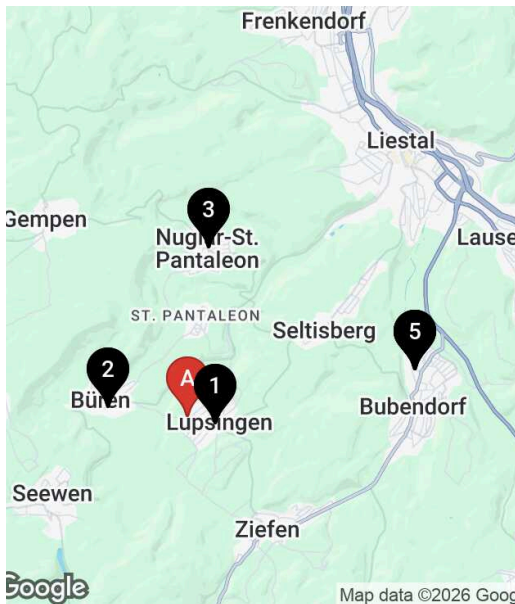 Frenkendorf
Liestal
Gempen
3
Nuglar-St.
Pantaleon
Lause
ST. PANTALEON
Seltisberg
5
2
A
1
Büren
Bubendorf
Lupsingen
Seewen
Ziefen
Google
Map data ©2026 Goog